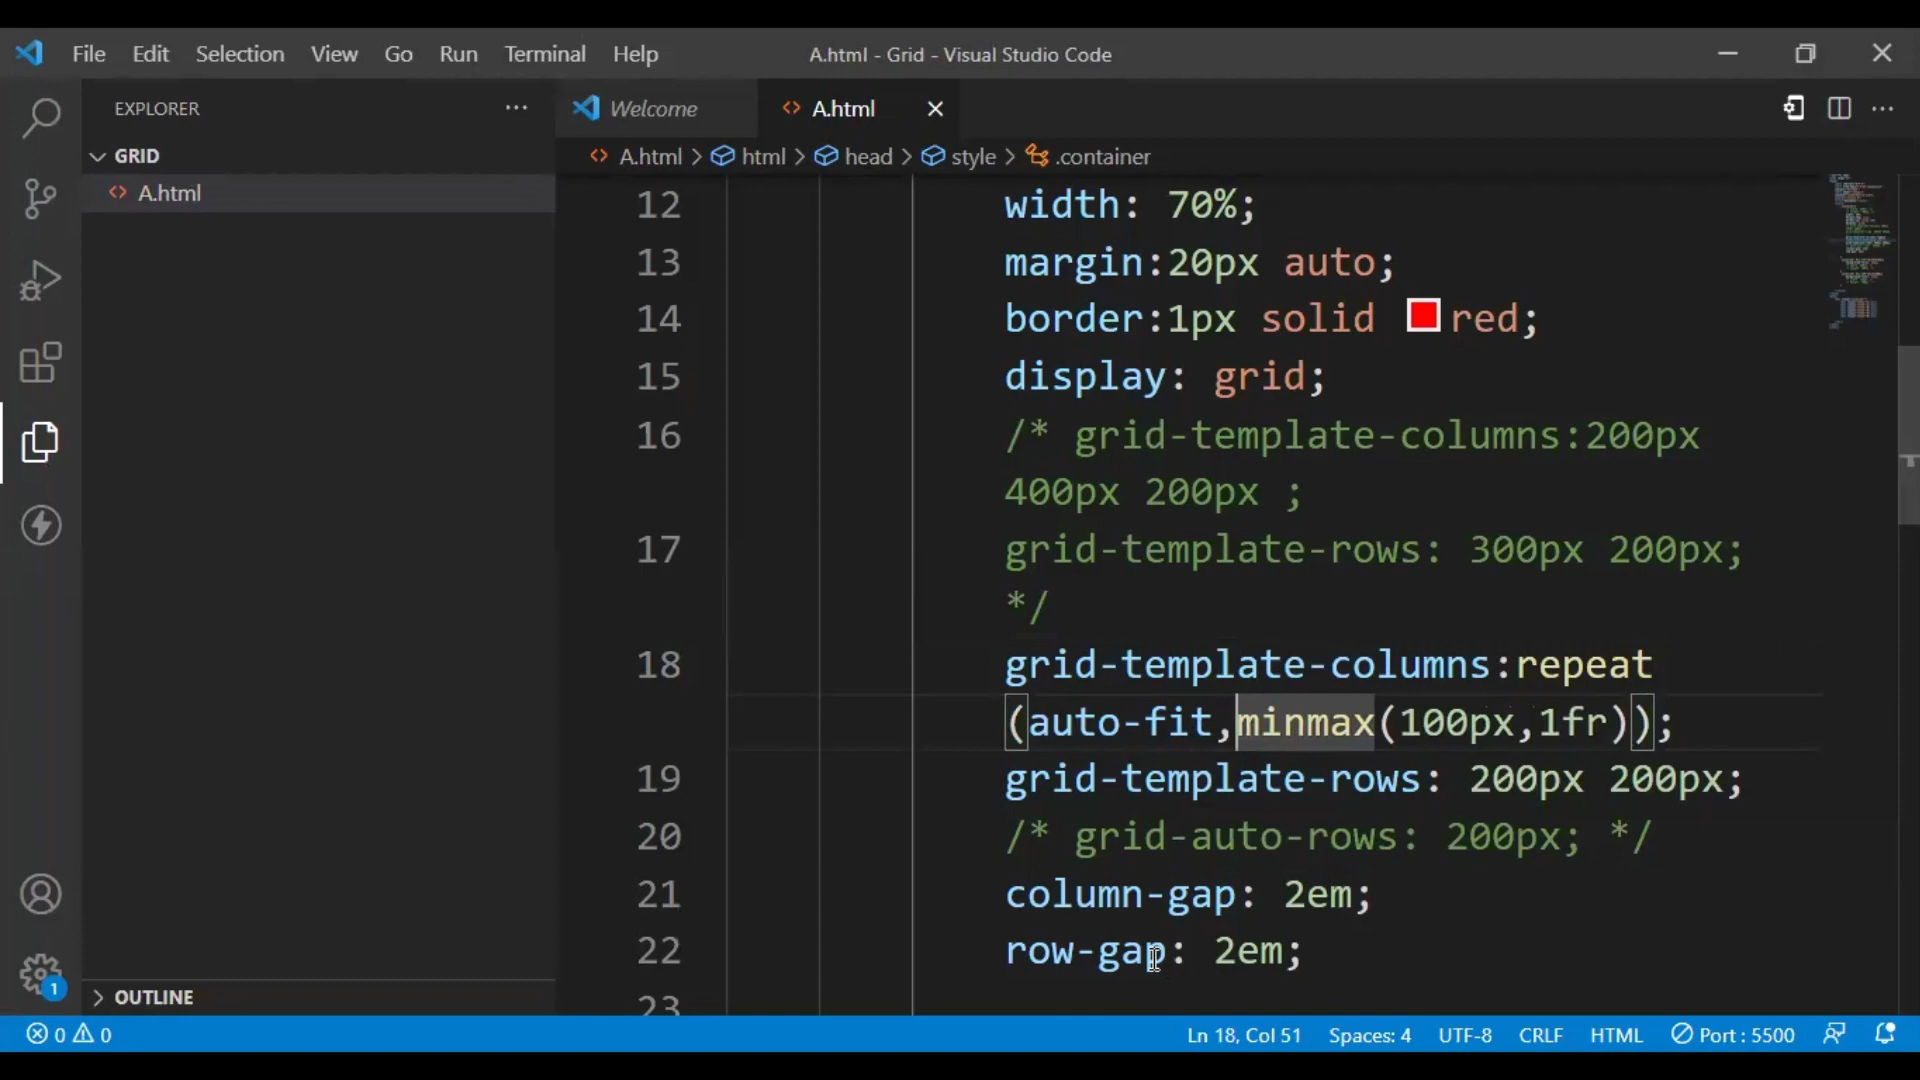 File Edit Selection View Go Run Terminal Help A.html - Grid - Visual Studio Code
EXPLORER
GRID
A.html
OUTLINE
Welcome A.html
A.html > html > head > style > .container
12 width: 70%;
13 margin:20px auto;
14 border:1px solid red;
15 display: grid;
16 /* grid-template-columns:200px
400px 200px ;
17 grid-template-rows: 300px 200px;
*/
18 grid-template-columns:repeat
(auto-fit,minmax(100px,1fr));
19 grid-template-rows: 200px 200px;
20 /* grid-auto-rows: 200px; */
21 column-gap: 2em;
22 row-gap: 2em;
23
1
0 0 Ln 18, Col 51 Spaces: 4 UTF-8 CRLF HTML Port : 5500